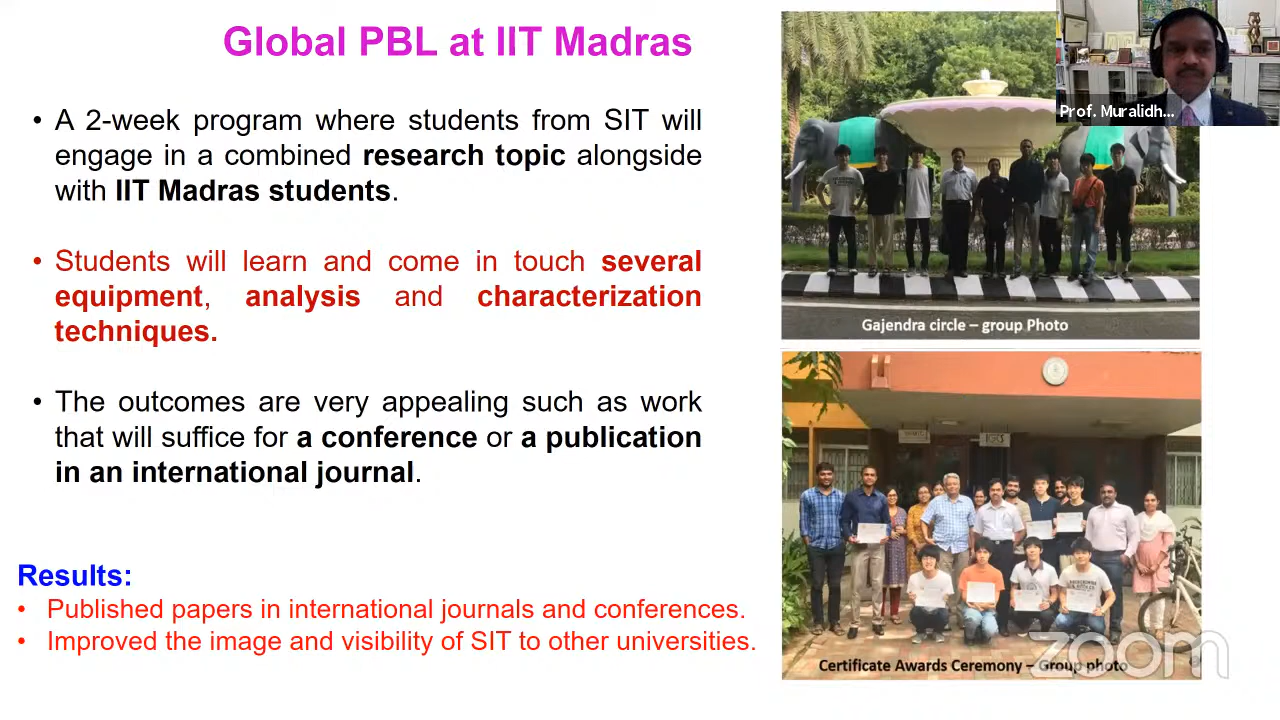 Global PBL at IIT Madras
• A 2-week program where students from SIT will
engage in a combined research topic alongside
with IIT Madras students.
• Students will learn and come in touch several
equipment, analysis and characterization
techniques.
• The outcomes are very appealing such as work
that will suffice for a conference or a publication
in an international journal.
Results:
• Published papers in international journals and conferences.
• Improved the image and visibility of SIT to other universities.
Prof. Muralidh...
Gajendra circle – group Photo
Certificate Awards Ceremony – Group photo
zoom